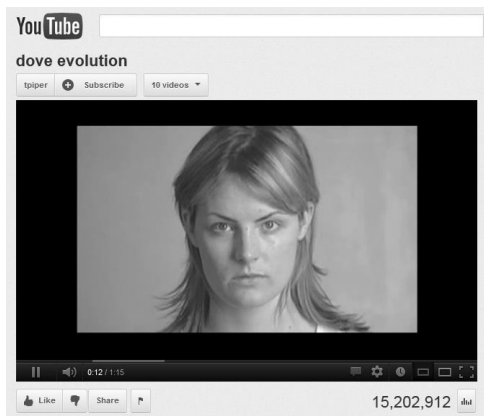 YouTube
dove evolution
tpiper Subscribe 10 videos
0:12 / 1:15
Like Share 15,202,912